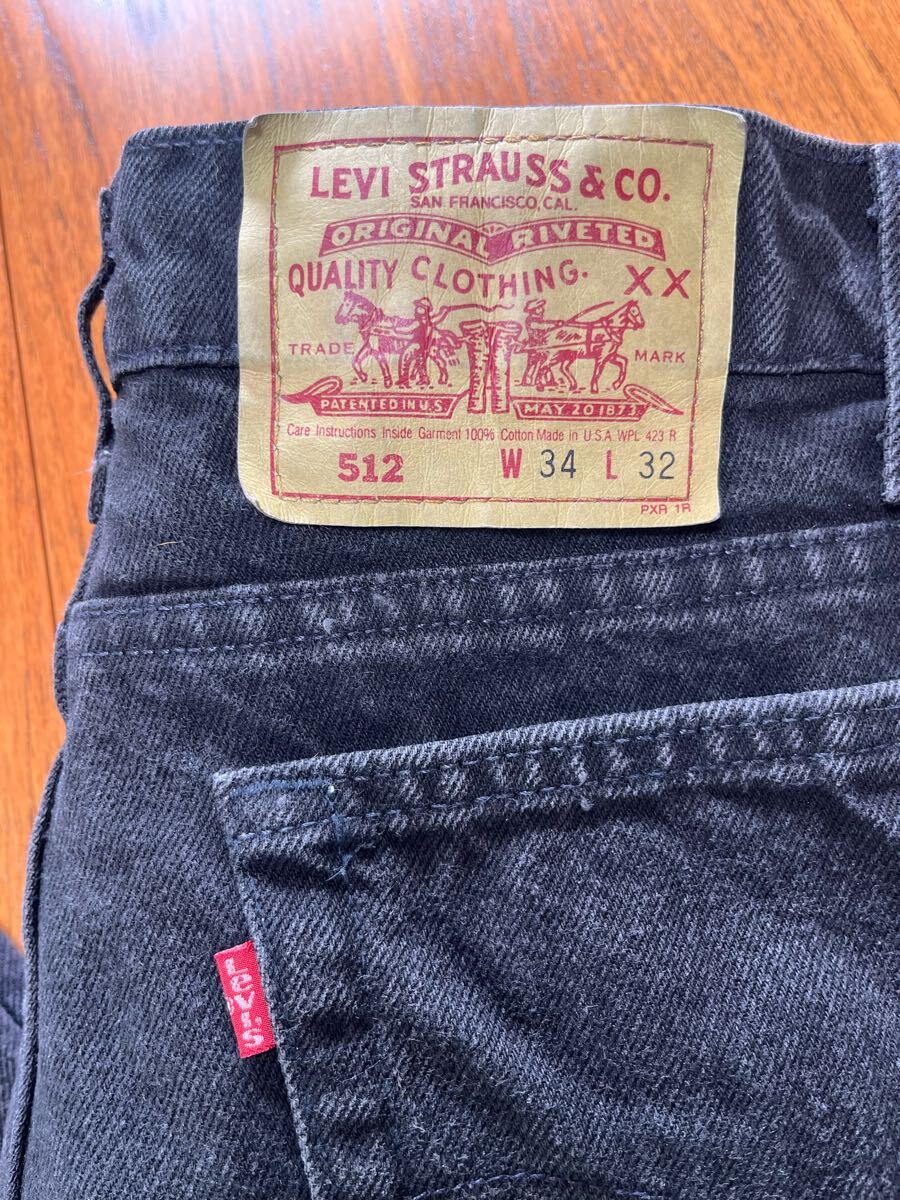 LEVI STRAUSS & CO.
SAN FRANCISCO, CAL.
ORIGINAL RIVETED
QUALITY CLOTHING. XX
TRADE MARK
PATENTED IN U.S. MAY 20 1873.
Care Instructions Inside Garment 100% Cotton Made in U.S.A. WPL 423 R
512 W 34 L 32
PXR 1R
LEVI'S